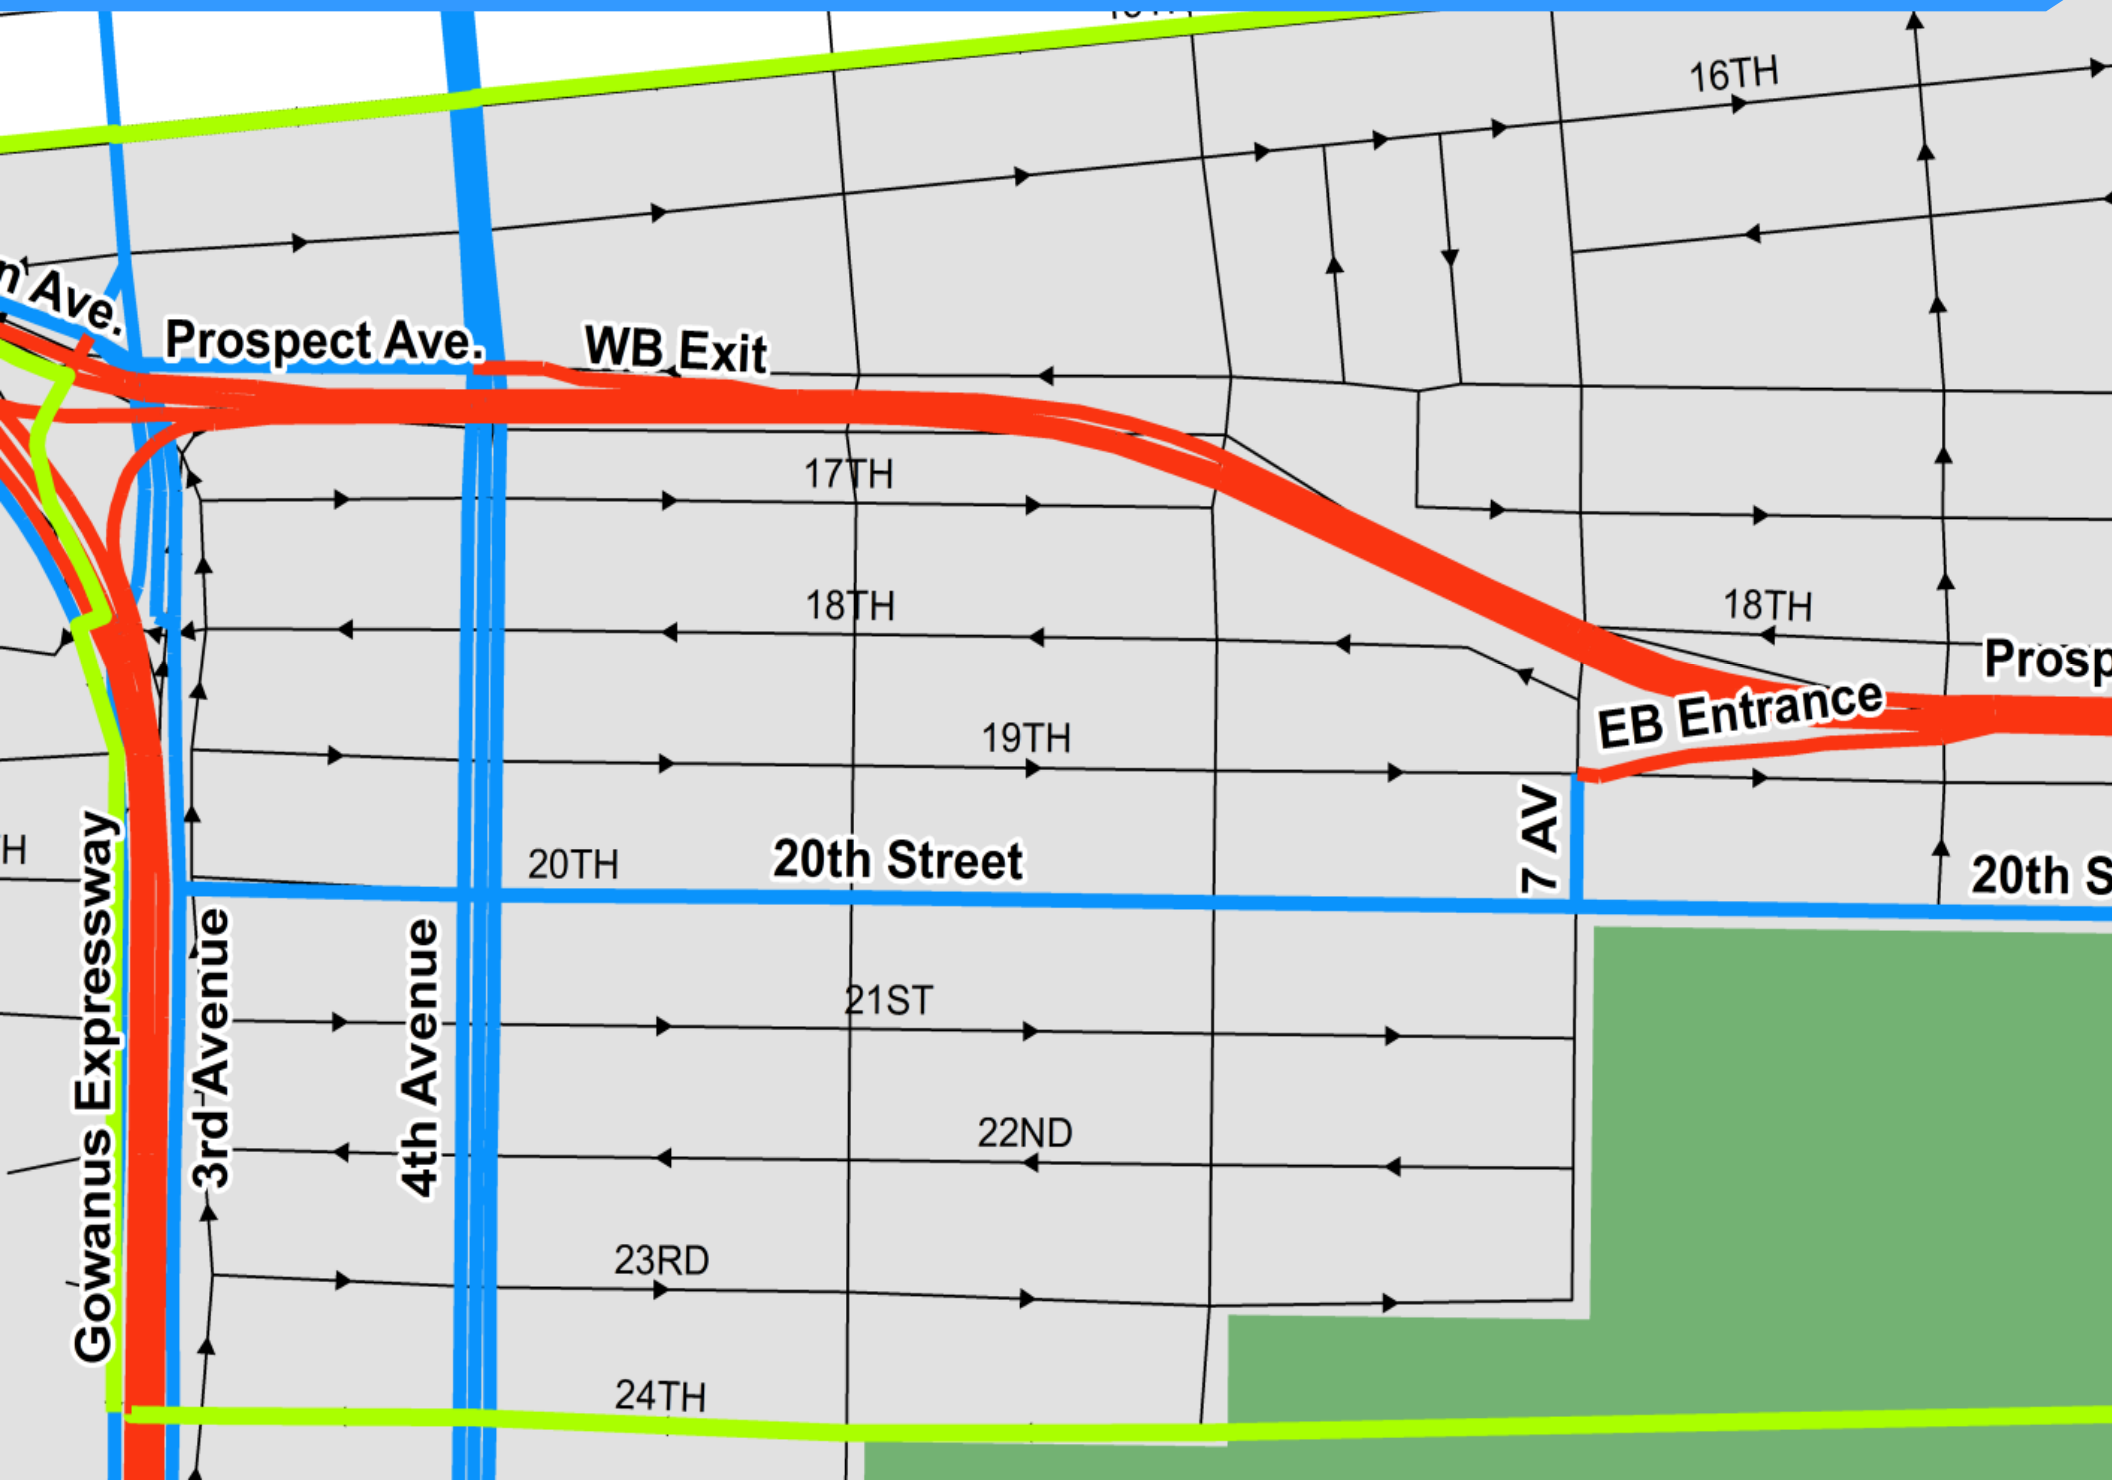 16TH
n Ave.
Prospect Ave.
WB Exit
17TH
18TH
18TH
Prosp
EB Entrance
19TH
7 AV
H
20TH
20th Street
20th S
Gowanus Expressway
3rd Avenue
4th Avenue
21ST
22ND
23RD
24TH